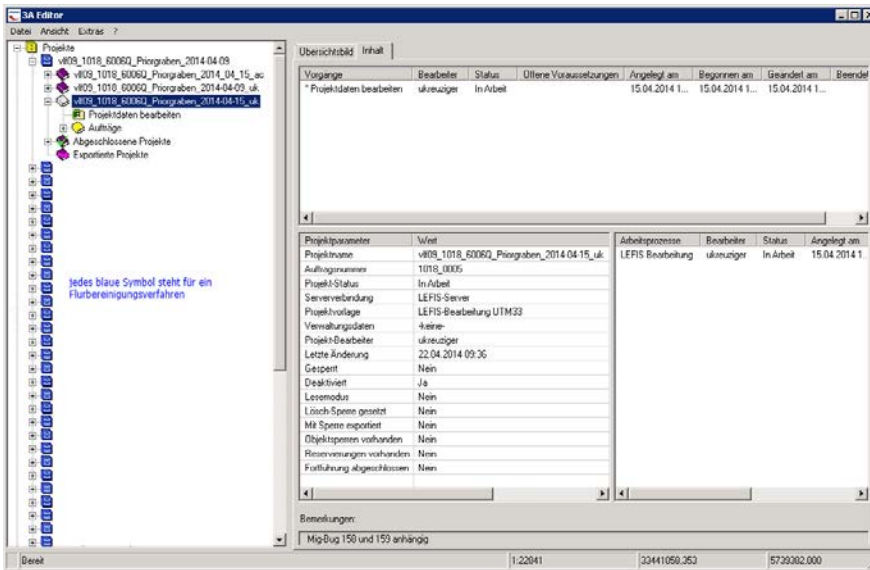 3A Editor
Datei Ansicht Extras ?
Projekte
vlf09_1018_6006Q_Priorgraben_2014-04-09
vlf09_1018_6006Q_Priorgraben_2014_04_15_ac
vlf09_1018_6006Q_Priorgraben_2014-04-09_uk
vlf09_1018_6006Q_Priorgraben_2014-04-15_uk
Projektdaten bearbeiten
Aufträge
Abgeschlossene Projekte
Exportierte Projekte
jedes blaue Symbol steht für ein
Flurbereinigungsverfahren
Übersichtsbild Inhalt
Vorgänge Bearbeiter Status Offene Voraussetzungen Angelegt am Begonnen am Geändert am Beendet
* Projektdaten bearbeiten ukreuziger In Arbeit 15.04.2014 1... 15.04.2014 1... 15.04.2014 1...
Projektparameter Wert
Projektname vlf09_1018_6006Q_Priorgraben_2014-04-15_uk
Auftragsnummer 1018_0005
Projekt-Status In Arbeit
Serververbindung LEFIS-Server
Projektvorlage LEFIS-Bearbeitung UTM33
Verwaltungsdaten -keine-
Projekt-Bearbeiter ukreuziger
Letzte Änderung 22.04.2014 09:36
Gesperrt Nein
Deaktiviert Ja
Lesemodus Nein
Lösch-Sperre gesetzt Nein
Mit Sperre exportiert Nein
Objektsperren vorhanden Nein
Reservierungen vorhanden Nein
Fortführung abgeschlossen Nein
Arbeitsprozesse Bearbeiter Status Angelegt am
LEFIS Bearbeitung ukreuziger In Arbeit 15.04.2014 1..
Bemerkungen:
Mig-Bug 158 und 159 anhängig
Bereit 1:22041 33441058,353 5739382,000